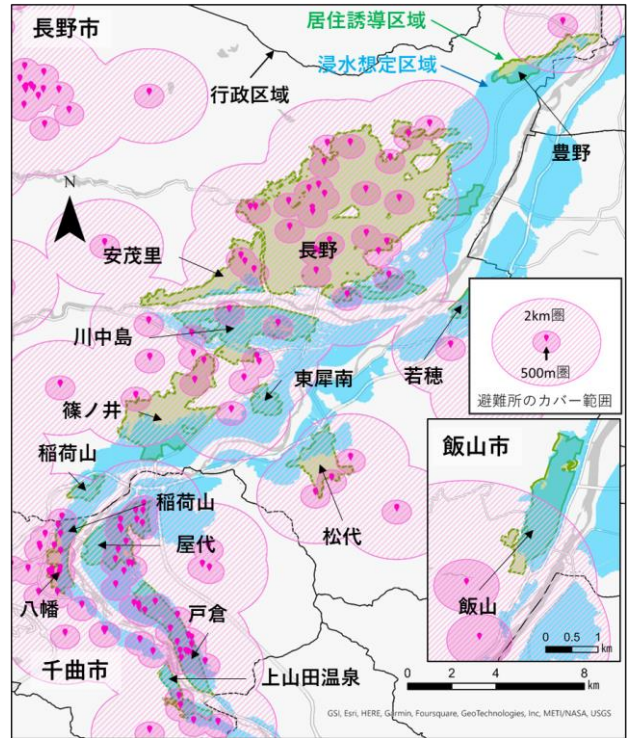 長野市
居住誘導区域
浸水想定区域
行政区域
豊野
N
安茂里
長野
2km圏
500m圏
避難所のカバー範囲
川中島
若穂
東犀南
篠ノ井
飯山市
稲荷山
稲荷山
松代
屋代
飯山
八幡
戸倉
0 0.5 1
km
千曲市
上山田温泉
0 2 4 8
km
GSI, Esri, HERE, Garmin, Foursquare, GeoTechnologies, Inc, METI/NASA, USGS